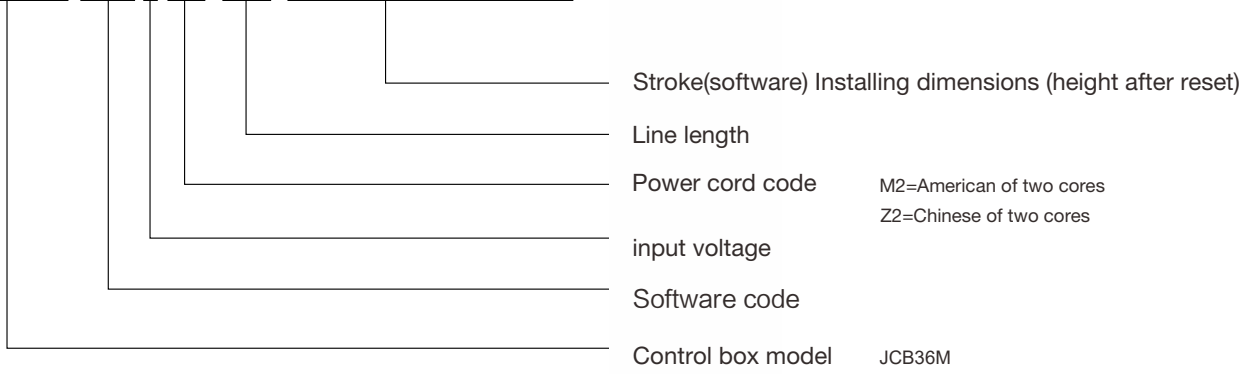 Stroke(software) Installing dimensions (height after reset)
Line length
Power cord code M2=American of two cores
Z2=Chinese of two cores
input voltage
Software code
Control box model JCB36M